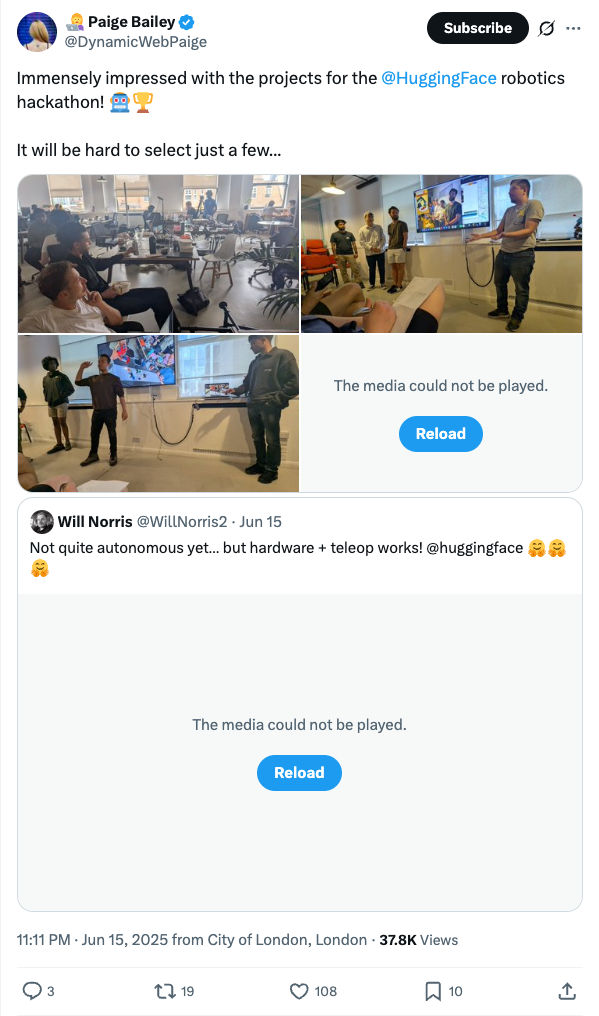 Paige Bailey
@DynamicWebPaige
Subscribe
Immensely impressed with the projects for the @HuggingFace robotics
hackathon! 🤖🏆
It will be hard to select just a few...
The media could not be played.
Reload
Will Norris @WillNorris2 · Jun 15
Not quite autonomous yet... but hardware + teleop works! @huggingface 🤗🤗
🤗
The media could not be played.
Reload
11:11 PM · Jun 15, 2025 from City of London, London · 37.8K Views
3 19 108 10